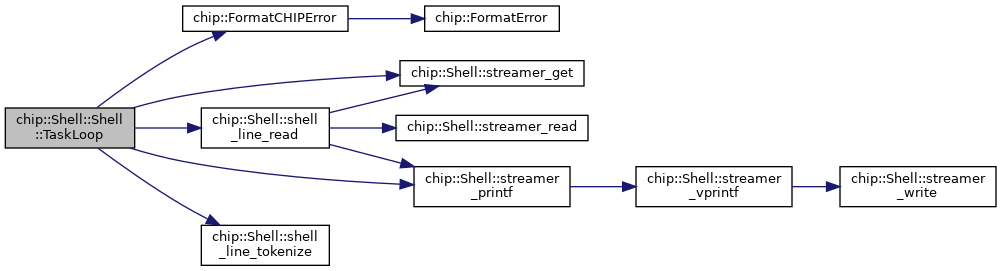 chip::FormatCHIPError
chip::FormatError
chip::Shell::streamer_get
chip::Shell::Shell
::TaskLoop
chip::Shell::shell
_line_read
chip::Shell::streamer_read
chip::Shell::streamer
_printf
chip::Shell::streamer
_vprintf
chip::Shell::streamer
_write
chip::Shell::shell
_line_tokenize